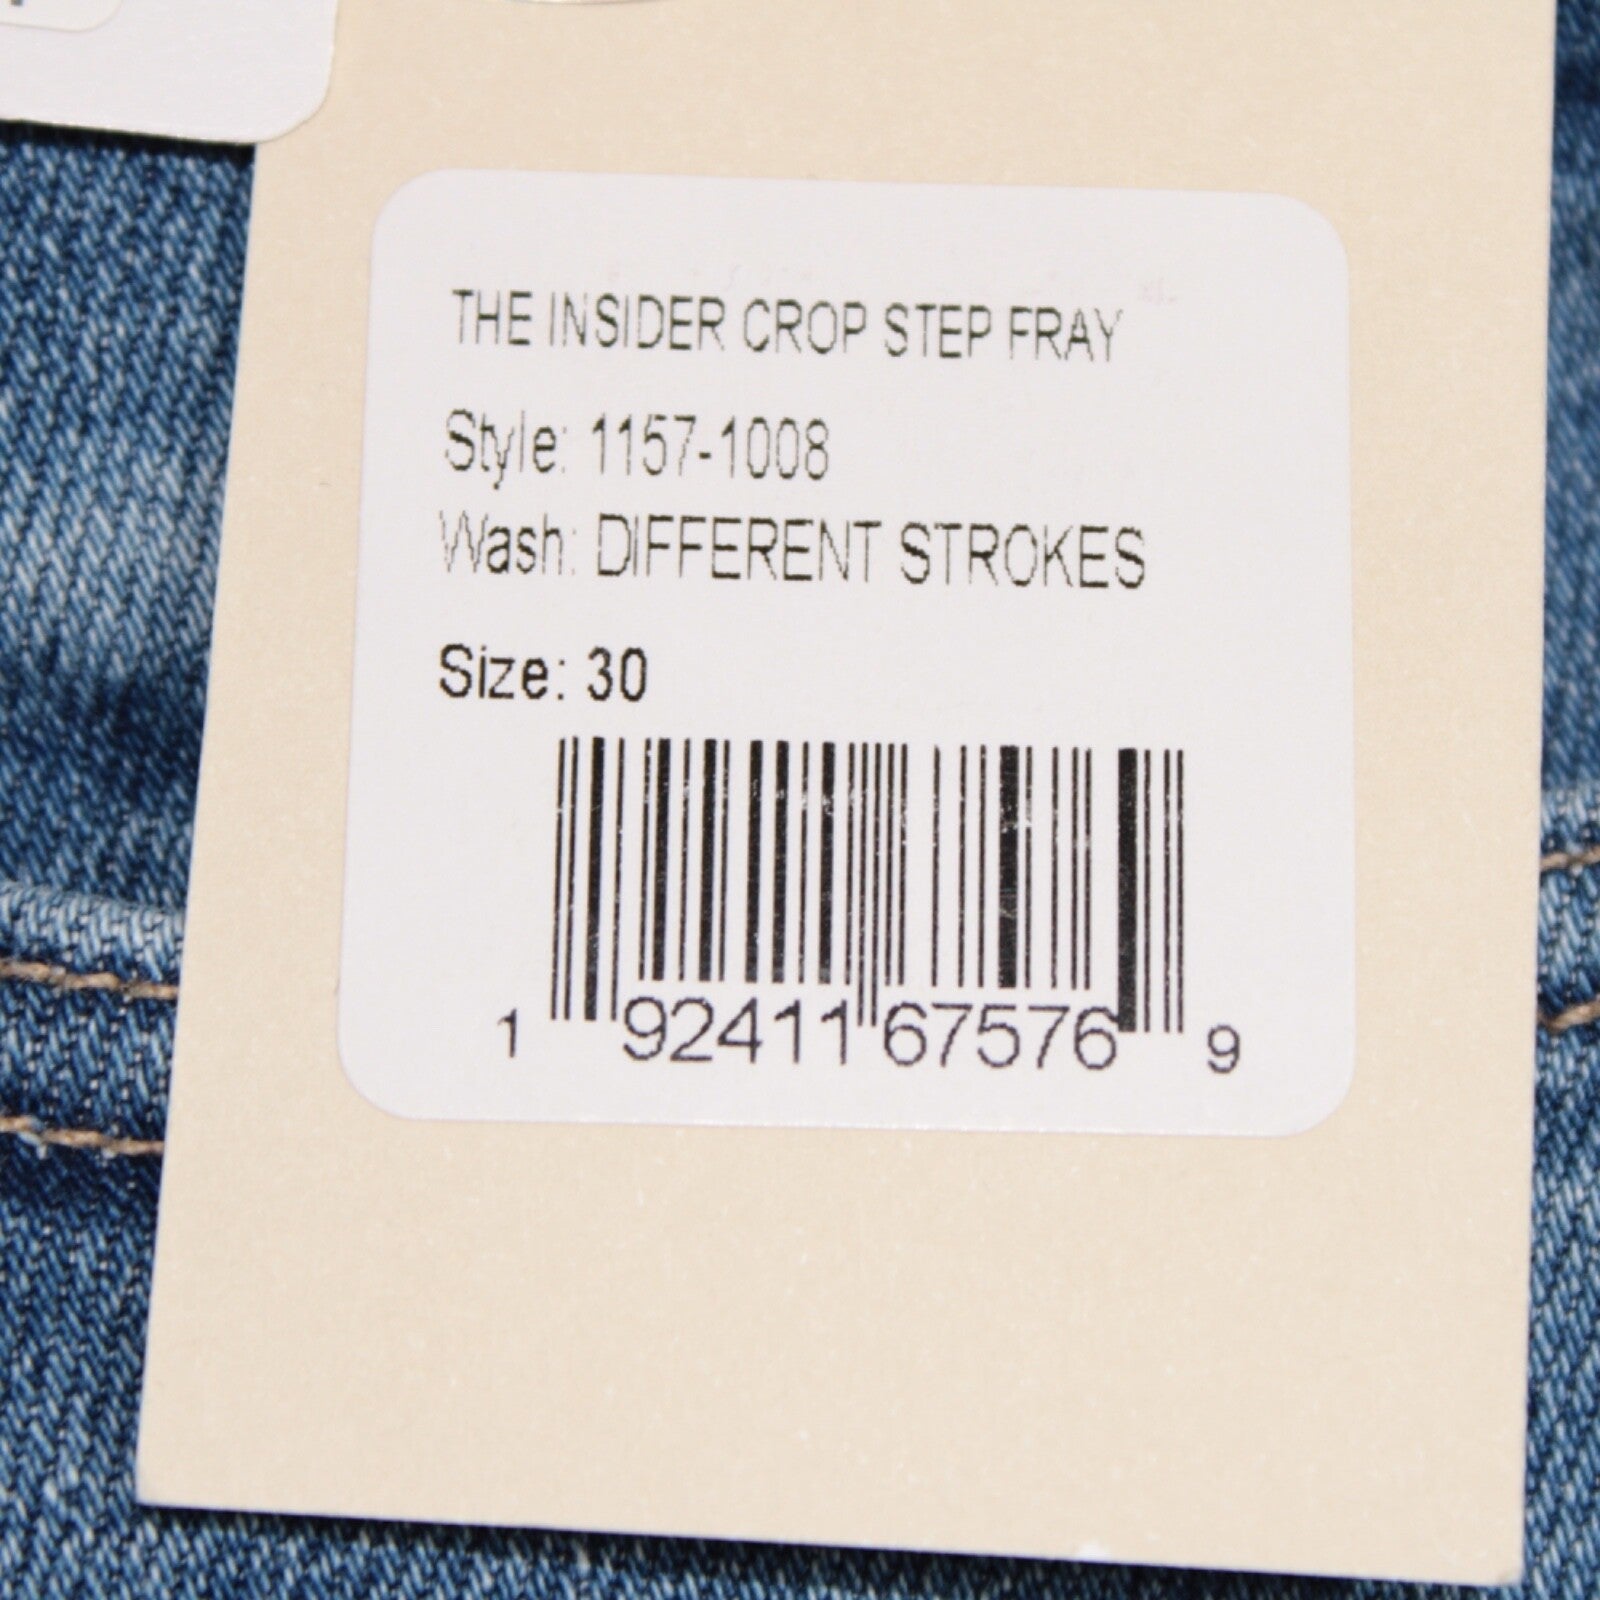 THE INSIDER CROP STEP FRAY
Style: 1157-1008
Wash: DIFFERENT STROKES
Size: 30
1 92411 67576 9